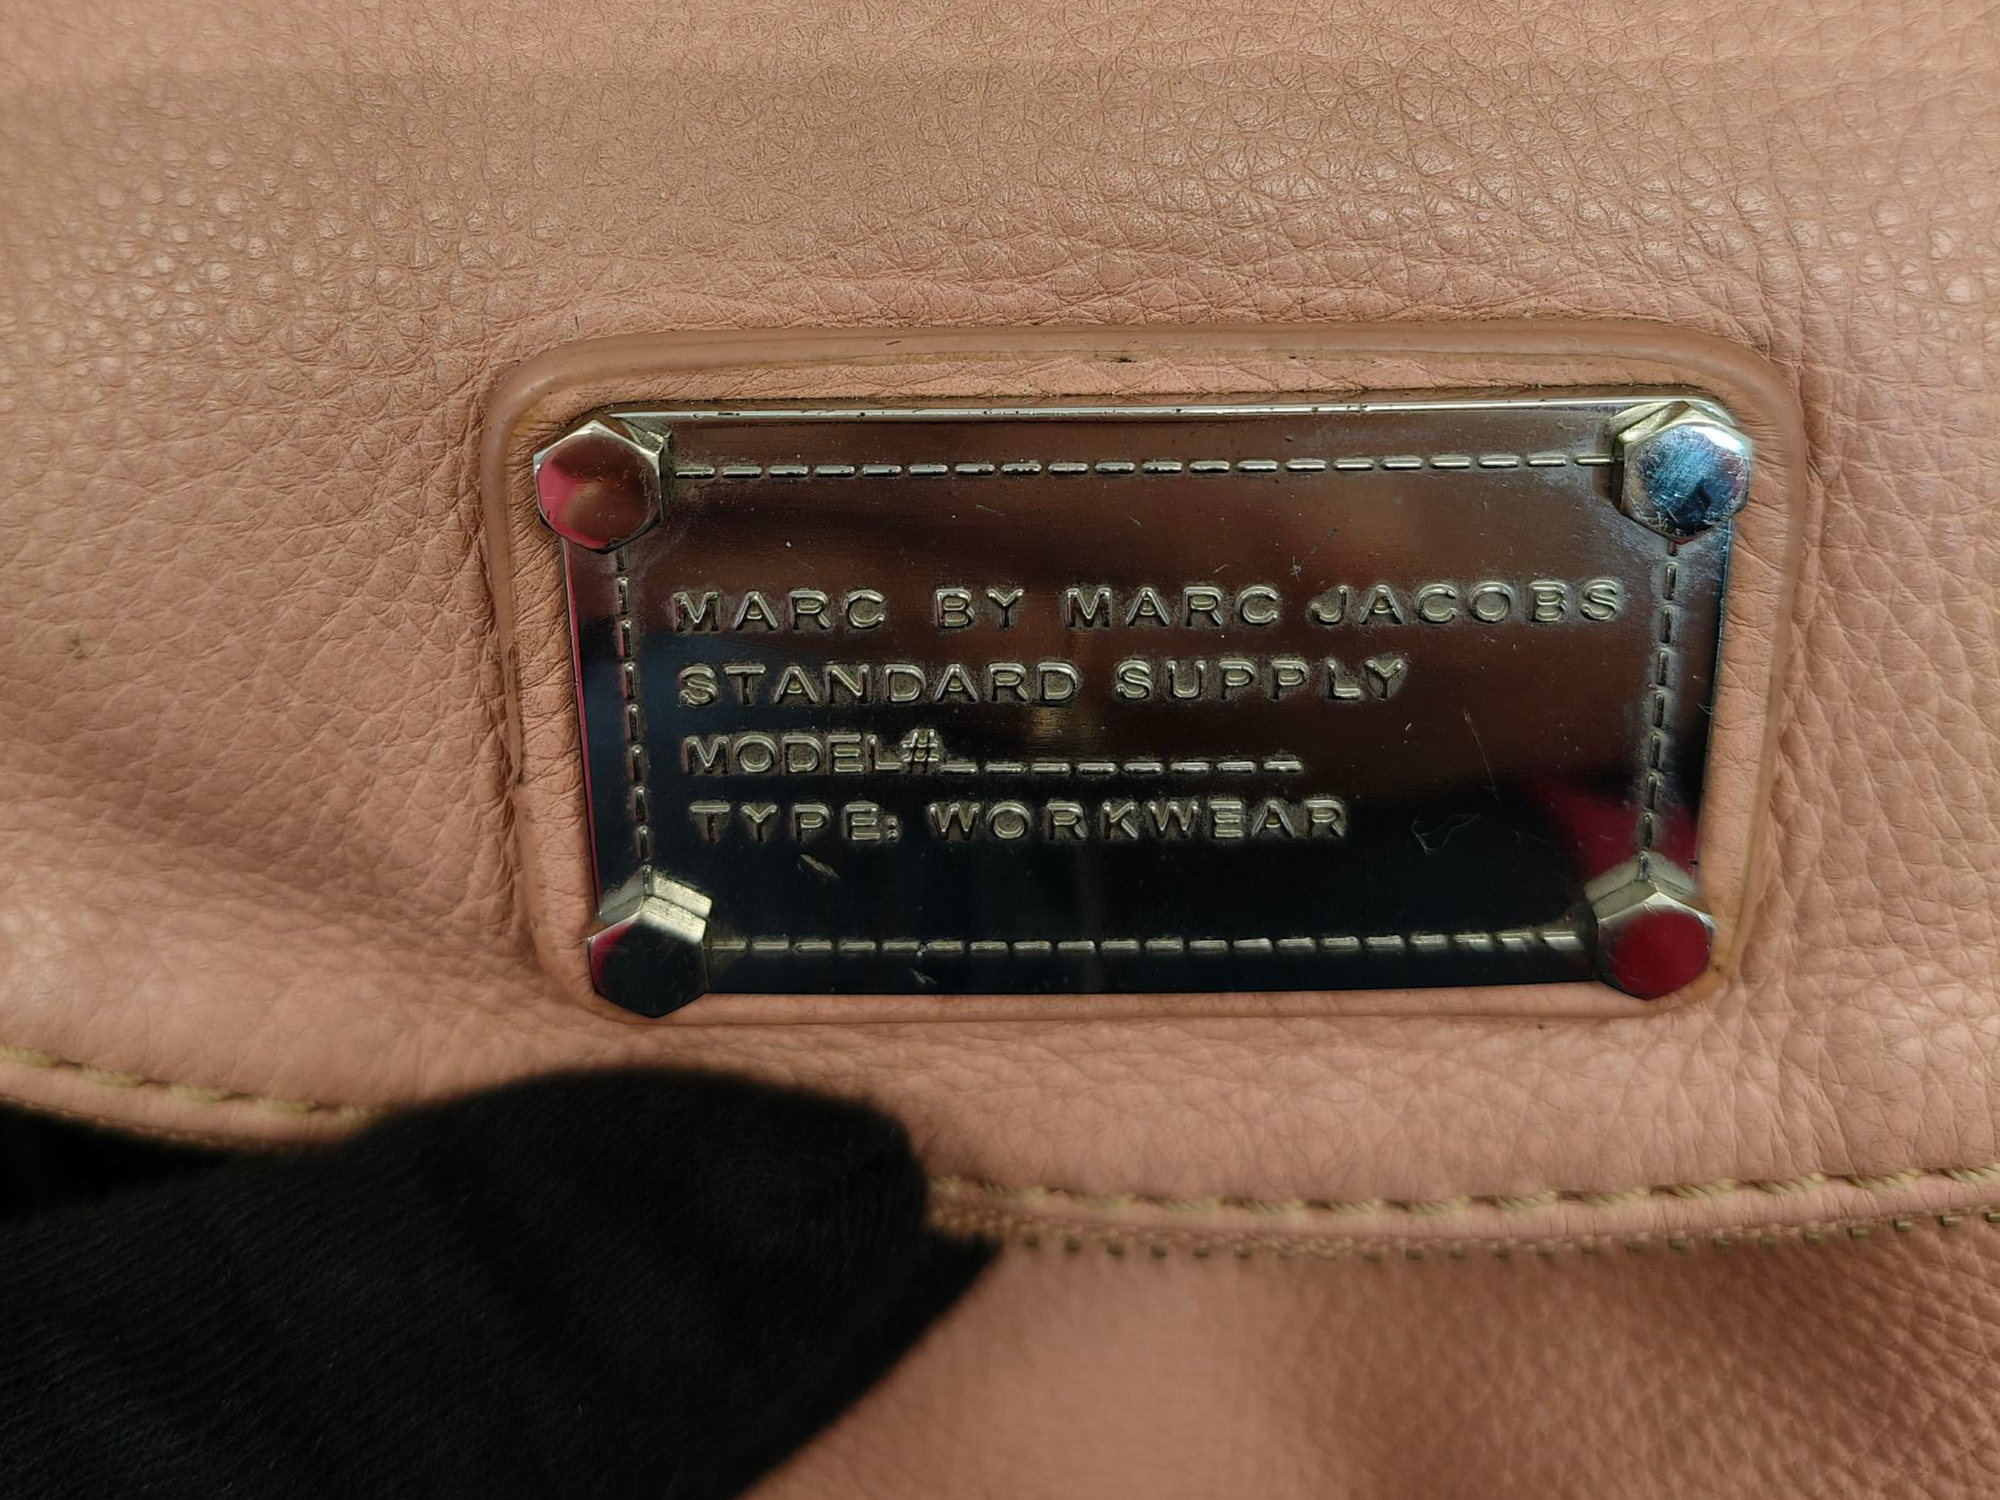 MARC BY MARC JACOBS
STANDARD SUPPLY
MODEL#_________
TYPE: WORKWEAR